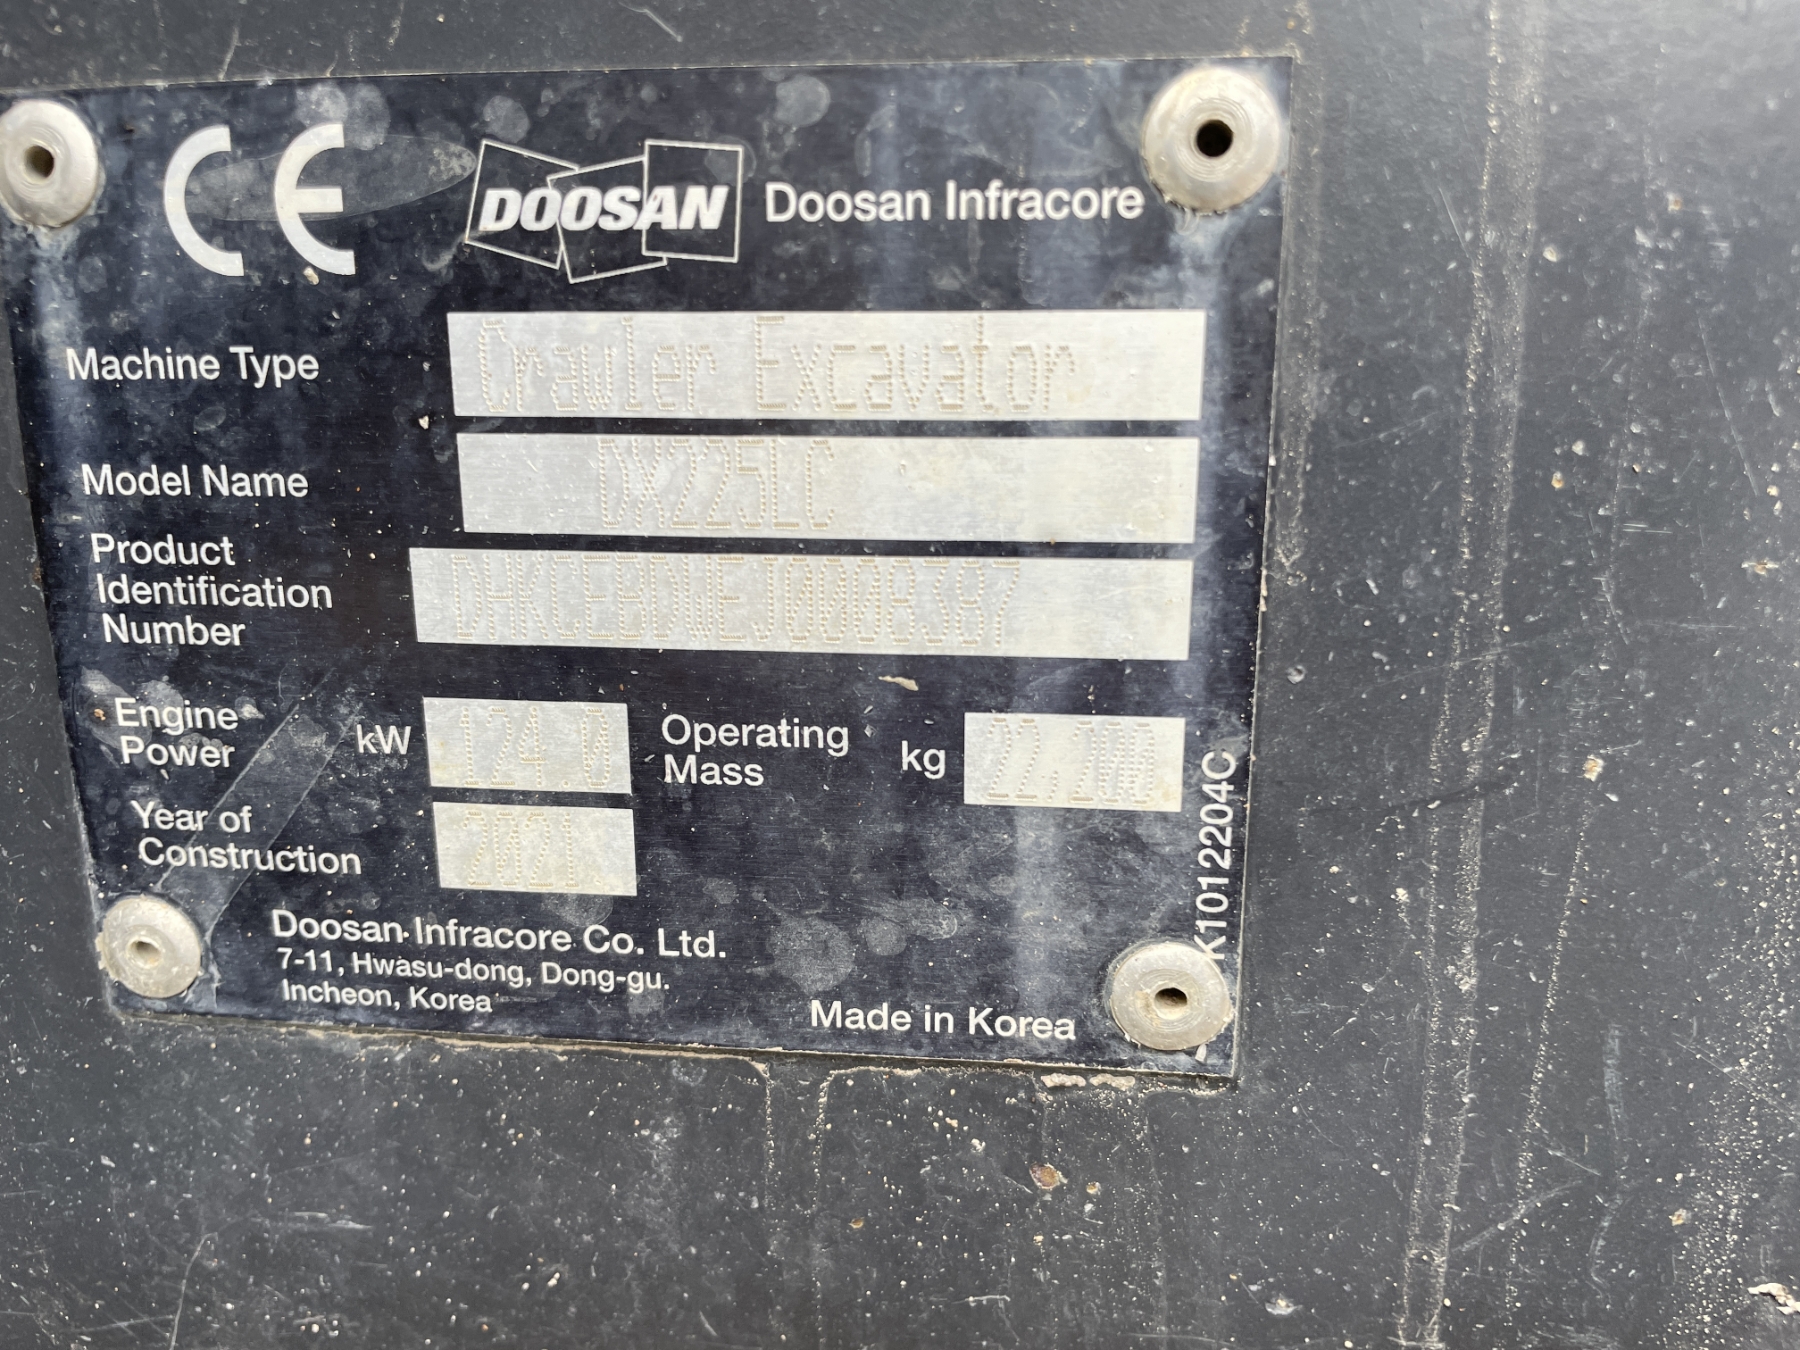 CE DOOSAN Doosan Infracore
Machine Type Crawler Excavator
Model Name DX225LC
Product
Identification
Number
Engine
Power kW 124.0
Operating
Mass kg 22,200
Year of
Construction 2021.
Doosan Infracore Co. Ltd.
7-11, Hwasu-dong, Dong-gu.
Incheon, Korea
Made in Korea
K1012204C